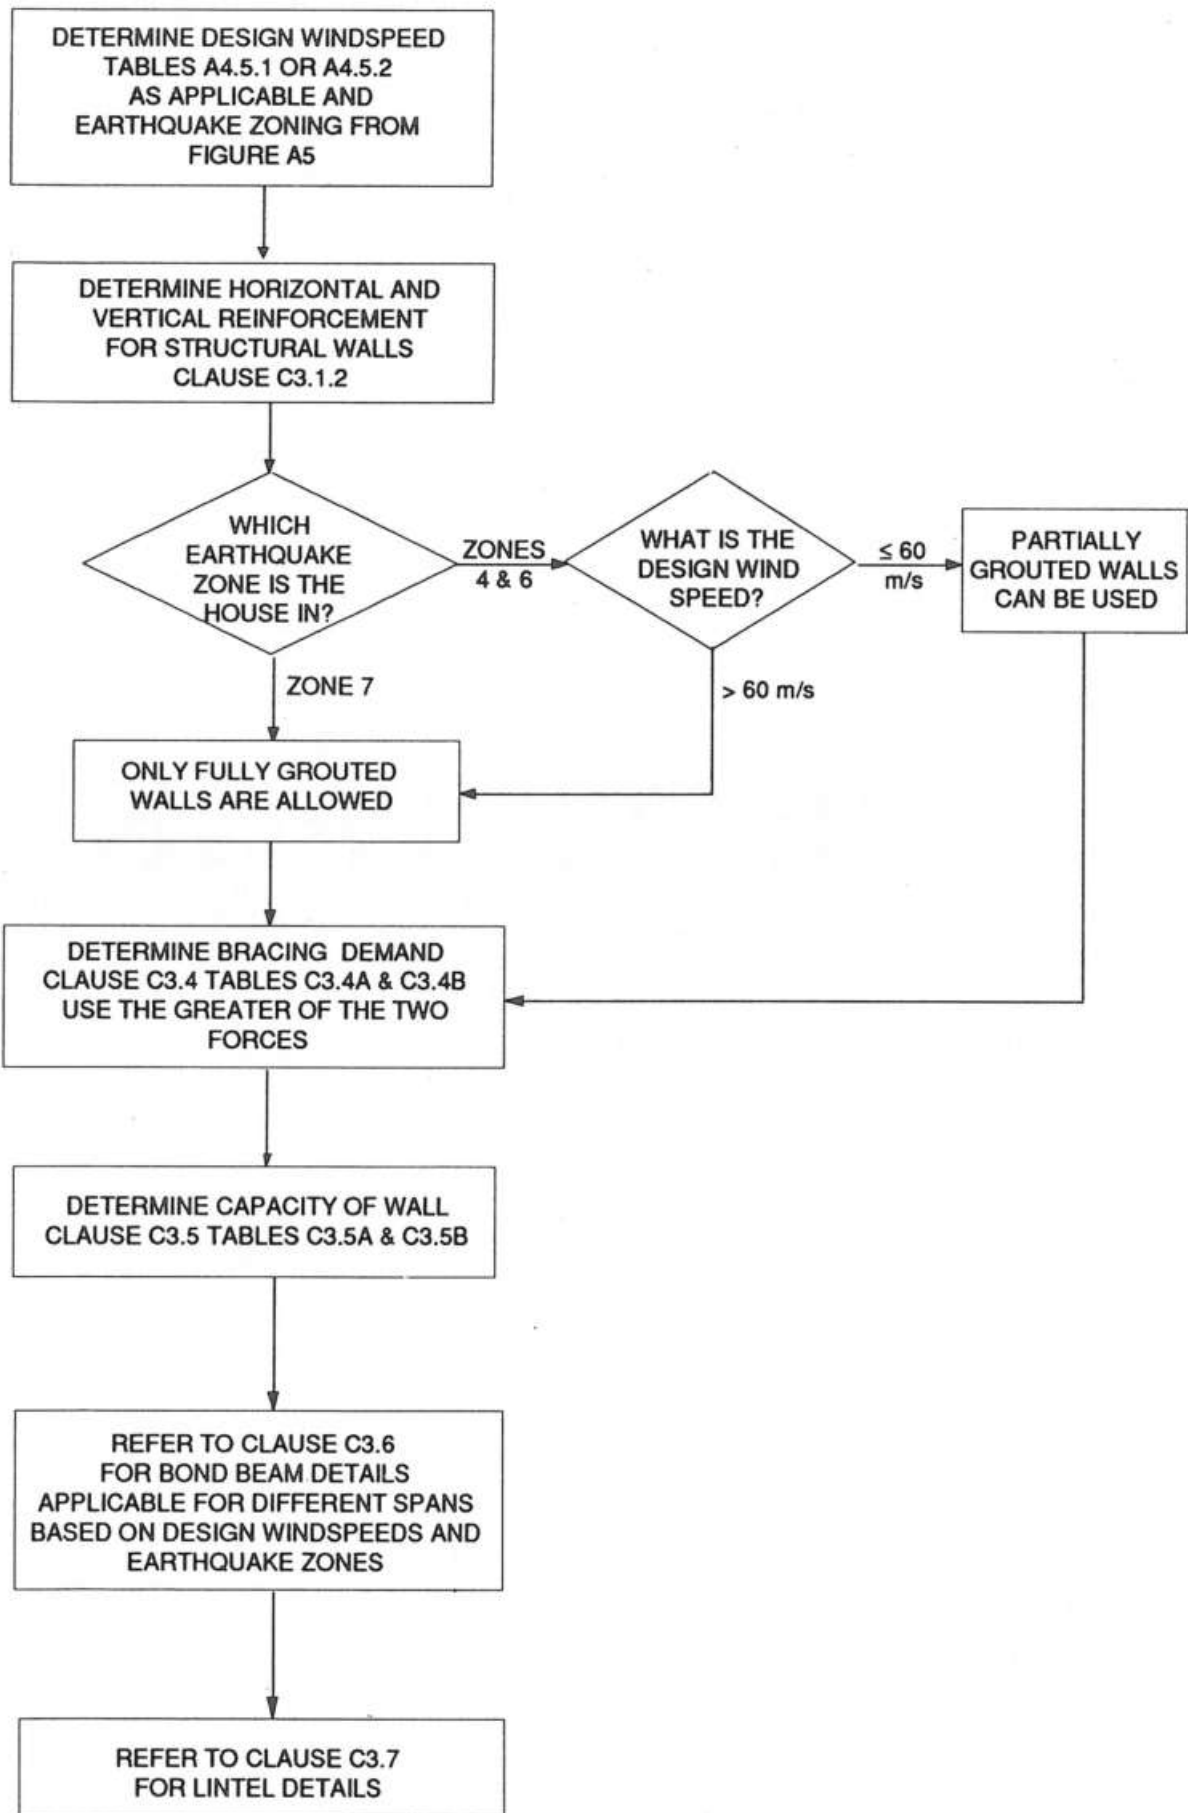 DETERMINE DESIGN WINDSPEED
TABLES A4.5.1 OR A4.5.2
AS APPLICABLE AND
EARTHQUAKE ZONING FROM
FIGURE A5
DETERMINE HORIZONTAL AND
VERTICAL REINFORCEMENT
FOR STRUCTURAL WALLS
CLAUSE C3.1.2
WHICH
EARTHQUAKE
ZONE IS THE
HOUSE IN?
ZONES
4 & 6
WHAT IS THE
DESIGN WIND
SPEED?
≤ 60
m/s
PARTIALLY
GROUTED WALLS
CAN BE USED
ZONE 7
> 60 m/s
ONLY FULLY GROUTED
WALLS ARE ALLOWED
DETERMINE BRACING DEMAND
CLAUSE C3.4 TABLES C3.4A & C3.4B
USE THE GREATER OF THE TWO
FORCES
DETERMINE CAPACITY OF WALL
CLAUSE C3.5 TABLES C3.5A & C3.5B
REFER TO CLAUSE C3.6
FOR BOND BEAM DETAILS
APPLICABLE FOR DIFFERENT SPANS
BASED ON DESIGN WINDSPEEDS AND
EARTHQUAKE ZONES
REFER TO CLAUSE C3.7
FOR LINTEL DETAILS